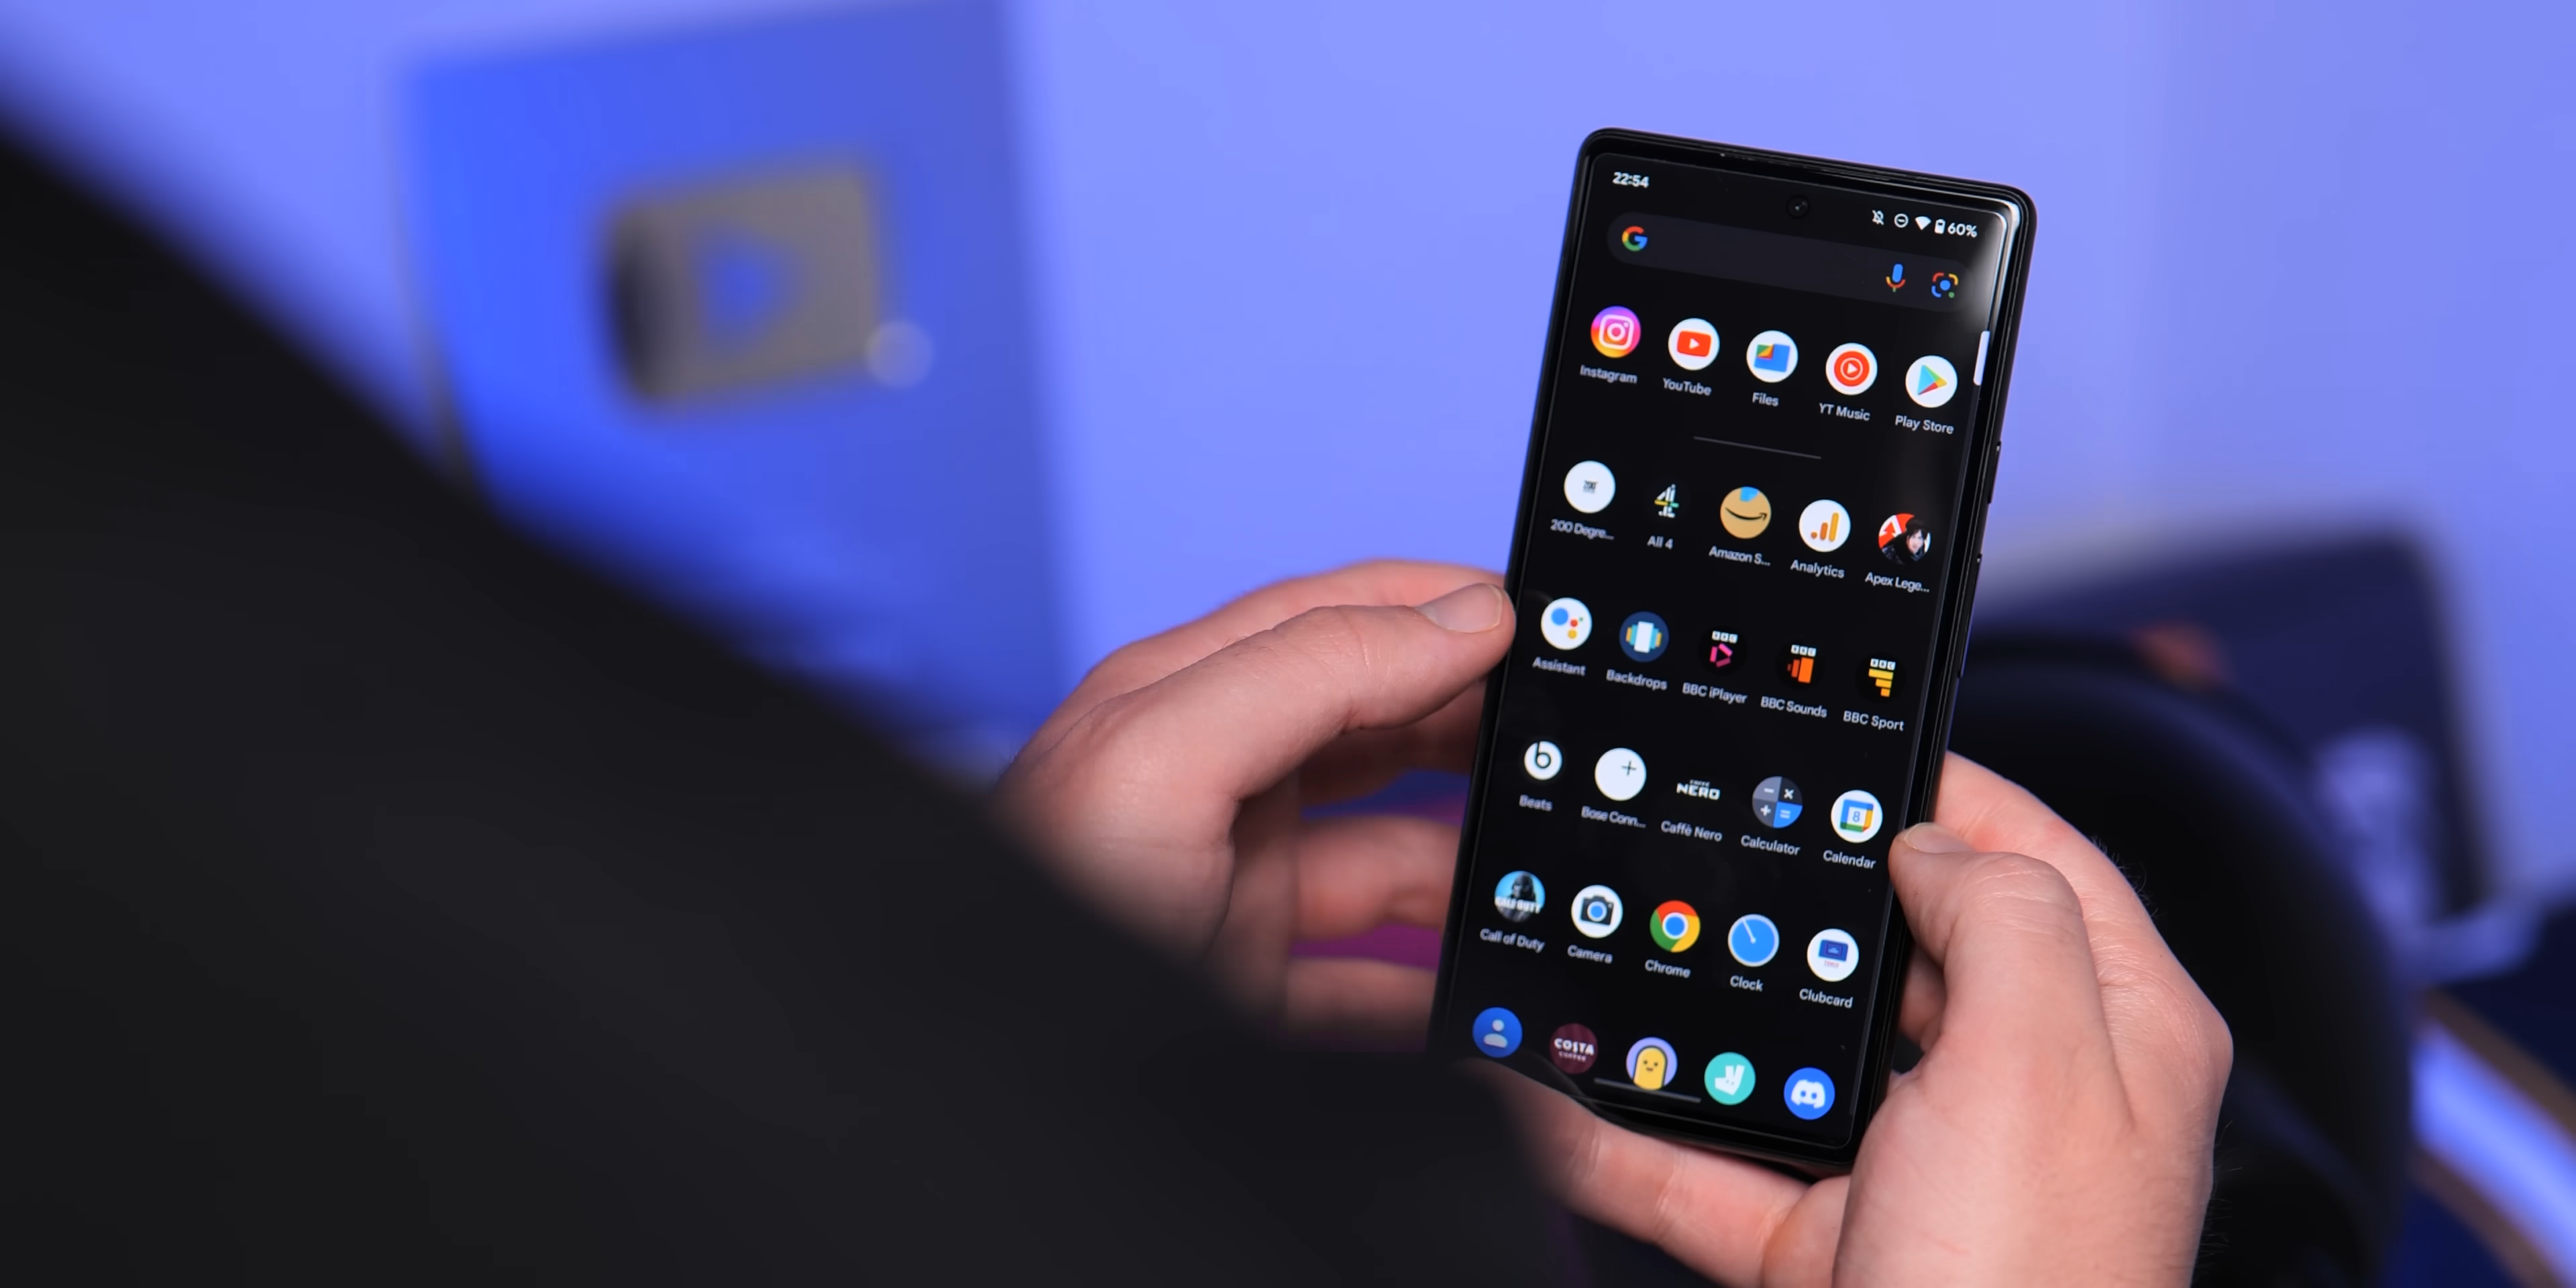 22:54
60%
Instagram YouTube Files YT Music Play Store
200 Degre... All 4 Amazon S... Analytics Apex Lege...
Assistant Backdrops BBC iPlayer BBC Sounds BBC Sport
Beats Bose Conn... Caffè Nero Calculator Calendar
NERO
8
Call of Duty Camera Chrome Clock Clubcard
COSTA
COFFEE